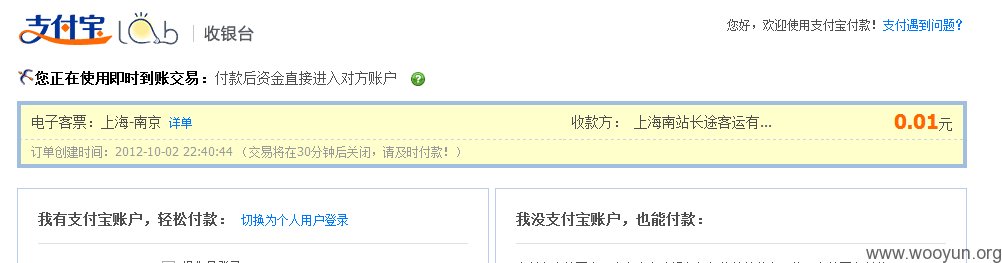 支付宝 lab 收银台
您好，欢迎使用支付宝付款！支付遇到问题？
您正在使用即时到账交易：付款后资金直接进入对方账户
电子客票：上海-南京 详单 收款方： 上海南站长途客运有... 0.01元
订单创建时间：2012-10-02 22:40:44 （交易将在30分钟后关闭，请及时付款！）
我有支付宝账户，轻松付款： 切换为个人用户登录
我没支付宝账户，也能付款：
www.wooyun.org